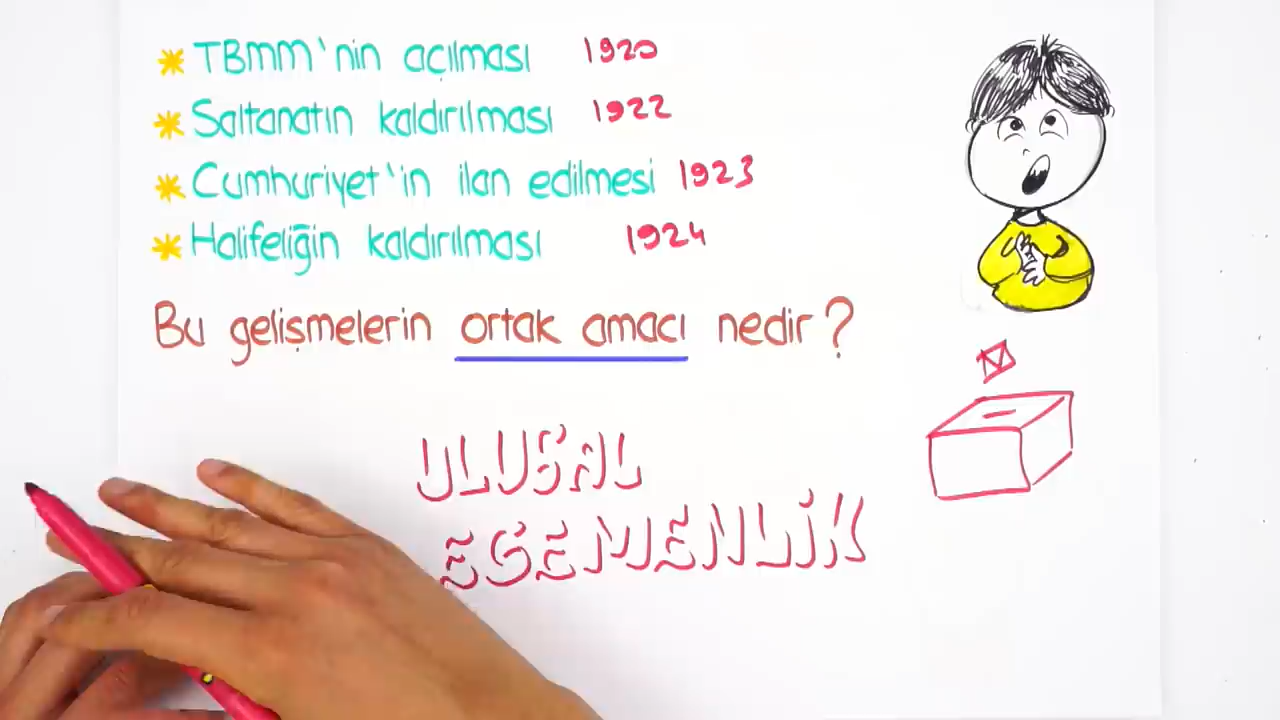 TBMM'nin açılması 1920
Saltanatın kaldırılması 1922
Cumhuriyet'in ilan edilmesi 1923
Halifeliğin kaldırılması 1924
Bu gelişmelerin ortak amacı nedir?
ULUSAL
EGEMENLİK